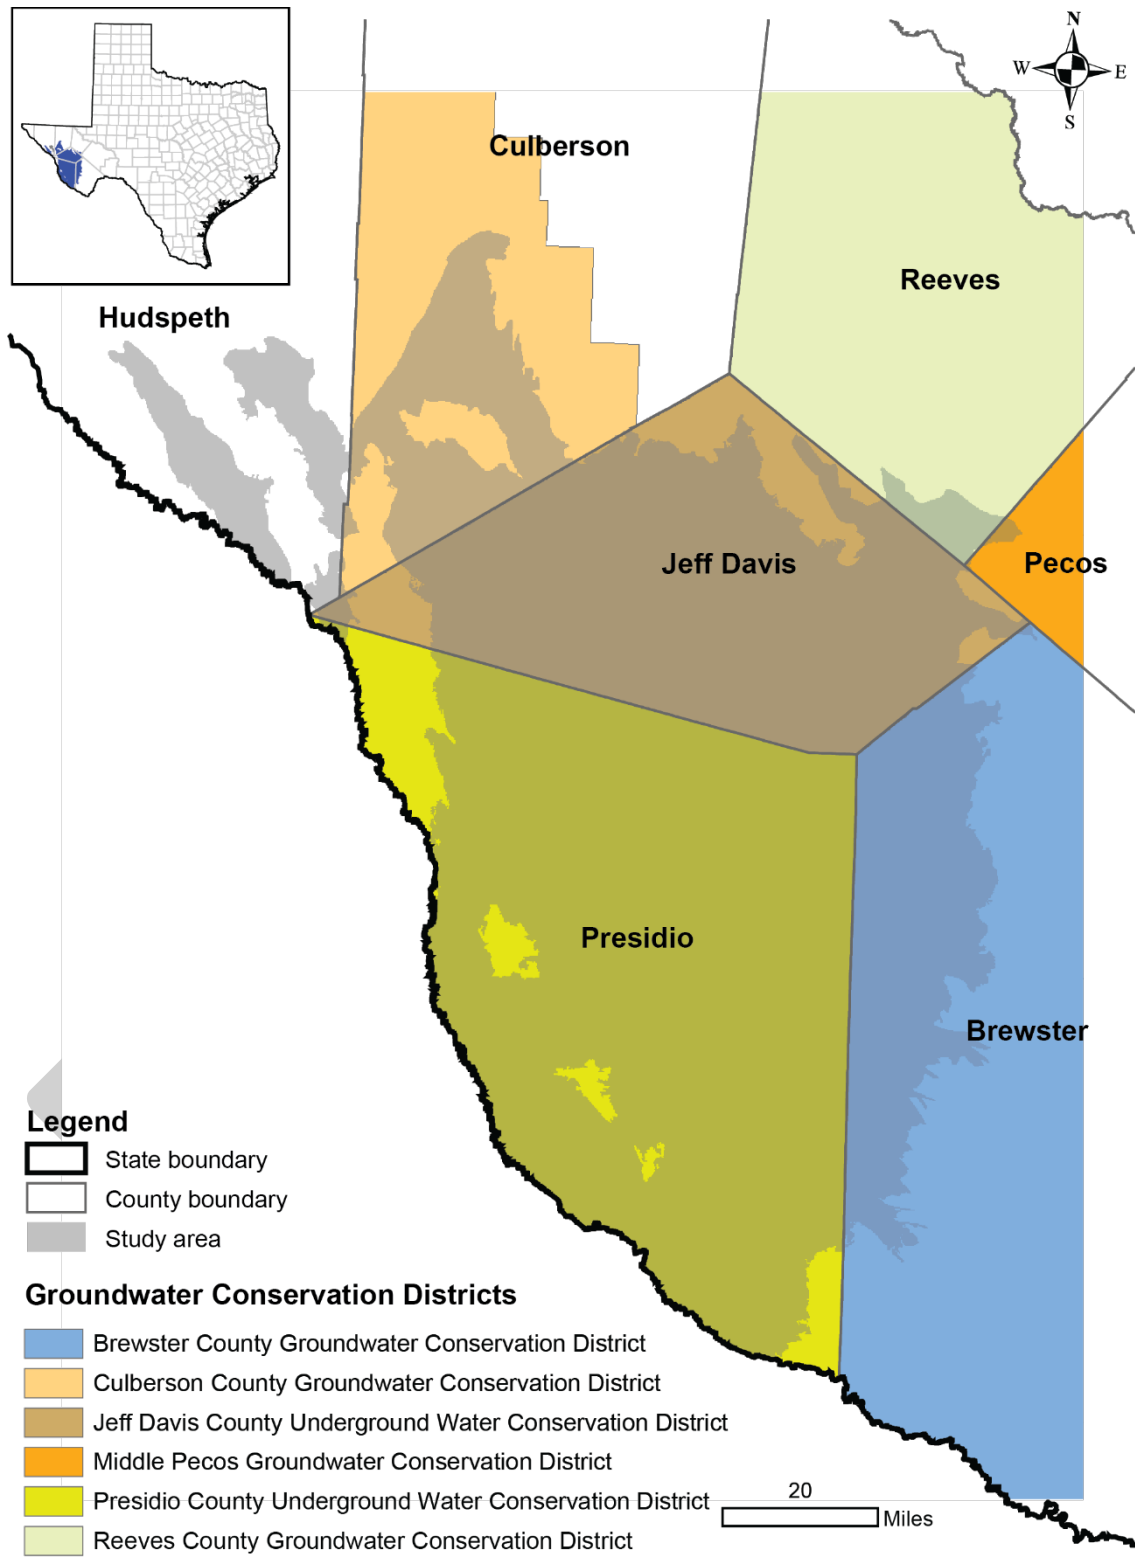 N
W E
S
Culberson
Reeves
Hudspeth
Jeff Davis
Pecos
Presidio
Brewster
Legend
State boundary
County boundary
Study area
Groundwater Conservation Districts
Brewster County Groundwater Conservation District
Culberson County Groundwater Conservation District
Jeff Davis County Underground Water Conservation District
Middle Pecos Groundwater Conservation District
Presidio County Underground Water Conservation District
Reeves County Groundwater Conservation District
20
Miles